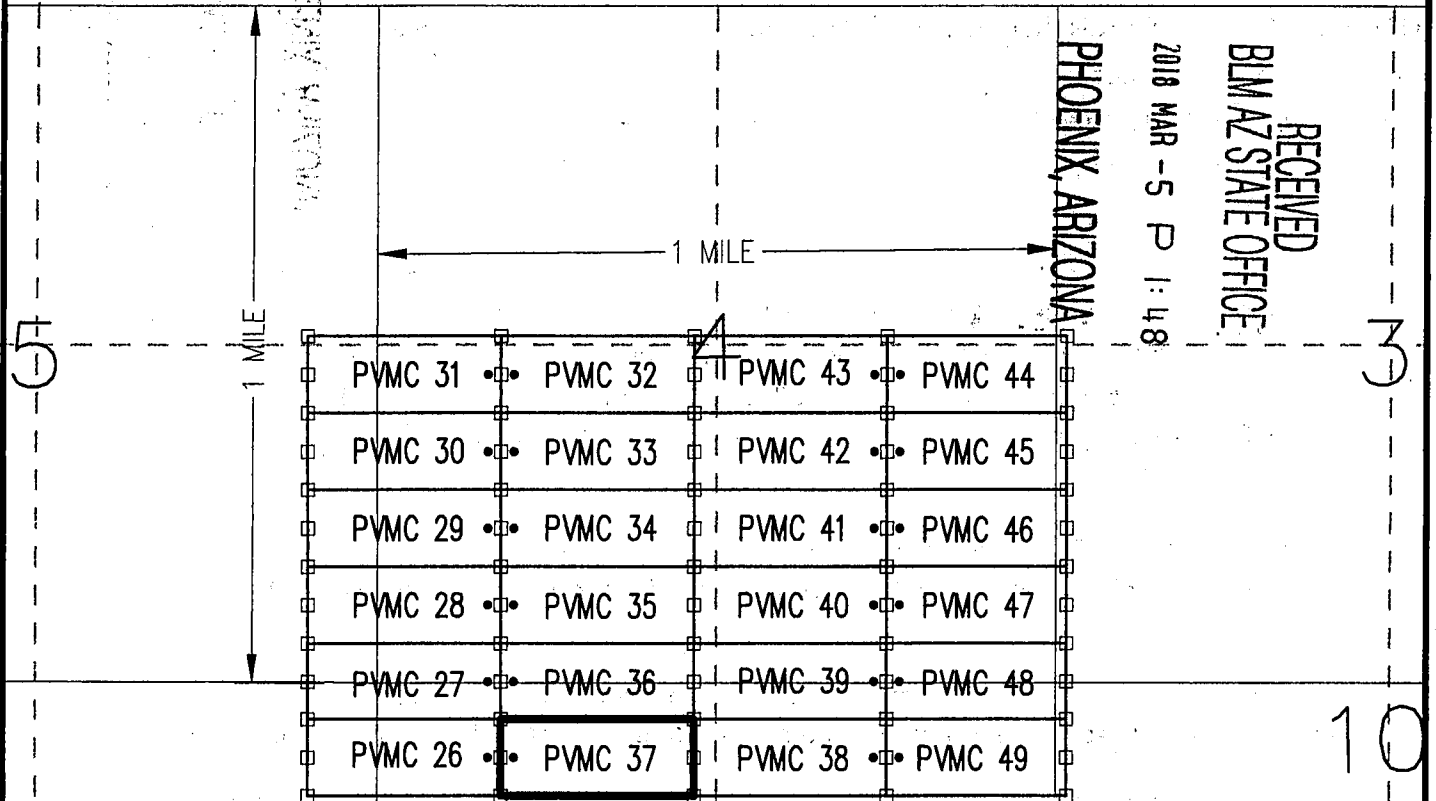 RECEIVED
BLM AZ STATE OFFICE
2018 MAR -5 P 1:48
PHOENIX, ARIZONA
1 MILE
1 MILE
5
4
3
PVMC 31 PVMC 32 PVMC 43 PVMC 44
PVMC 30 PVMC 33 PVMC 42 PVMC 45
PVMC 29 PVMC 34 PVMC 41 PVMC 46
PVMC 28 PVMC 35 PVMC 40 PVMC 47
PVMC 27 PVMC 36 PVMC 39 PVMC 48
PVMC 26 PVMC 37 PVMC 38 PVMC 49
10